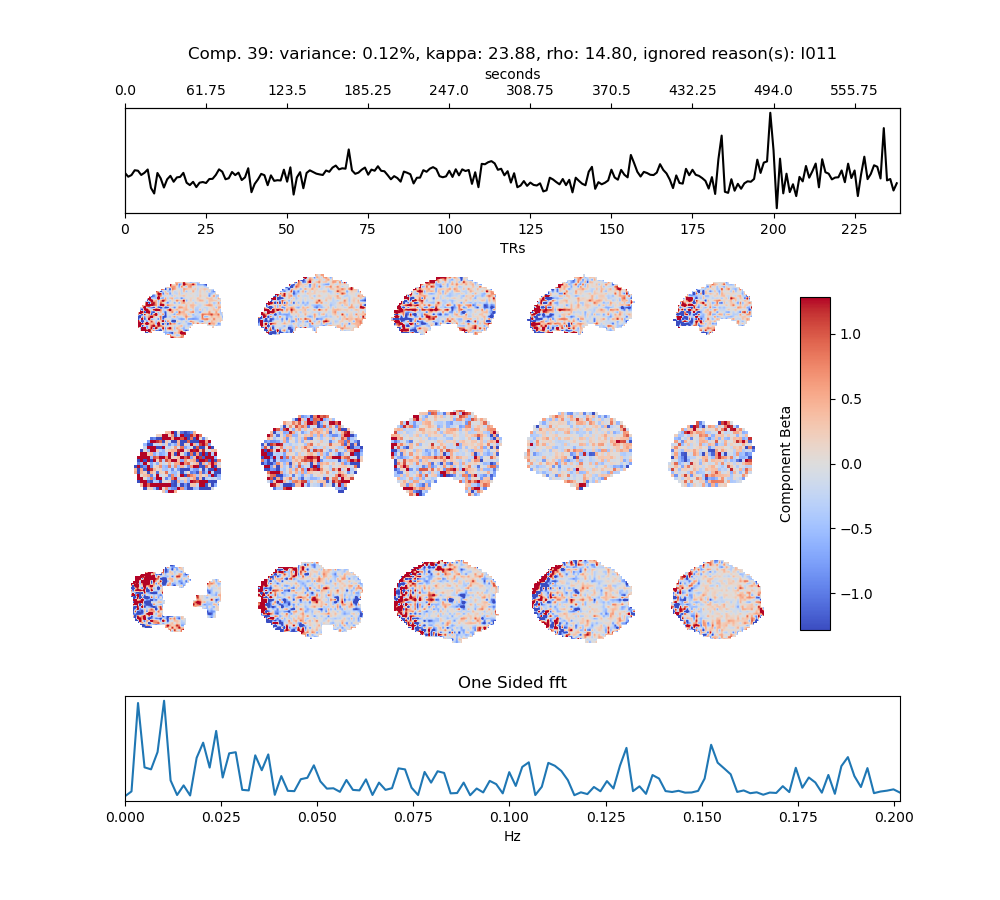 Comp. 39: variance: 0.12%, kappa: 23.88, rho: 14.80, ignored reason(s): I011
seconds
0.0 61.75 123.5 185.25 247.0 308.75 370.5 432.25 494.0 555.75
0 25 50 75 100 125 150 175 200 225
TRs
1.0
0.5
0.0
−0.5
−1.0
Component Beta
One Sided fft
0.000 0.025 0.050 0.075 0.100 0.125 0.150 0.175 0.200
Hz